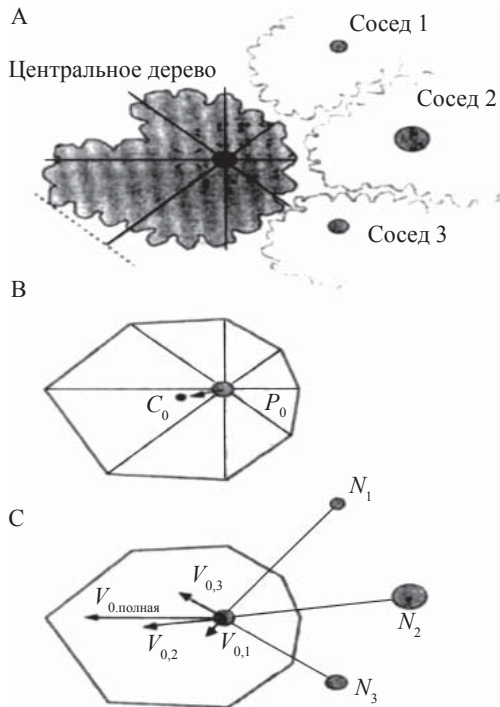 A
Сосед 1
Центральное дерево
Сосед 2
Сосед 3
B
C₀
P₀
C
N₁
V₀,₃
V₀.полная
V₀,₂
V₀,₁
N₂
N₃